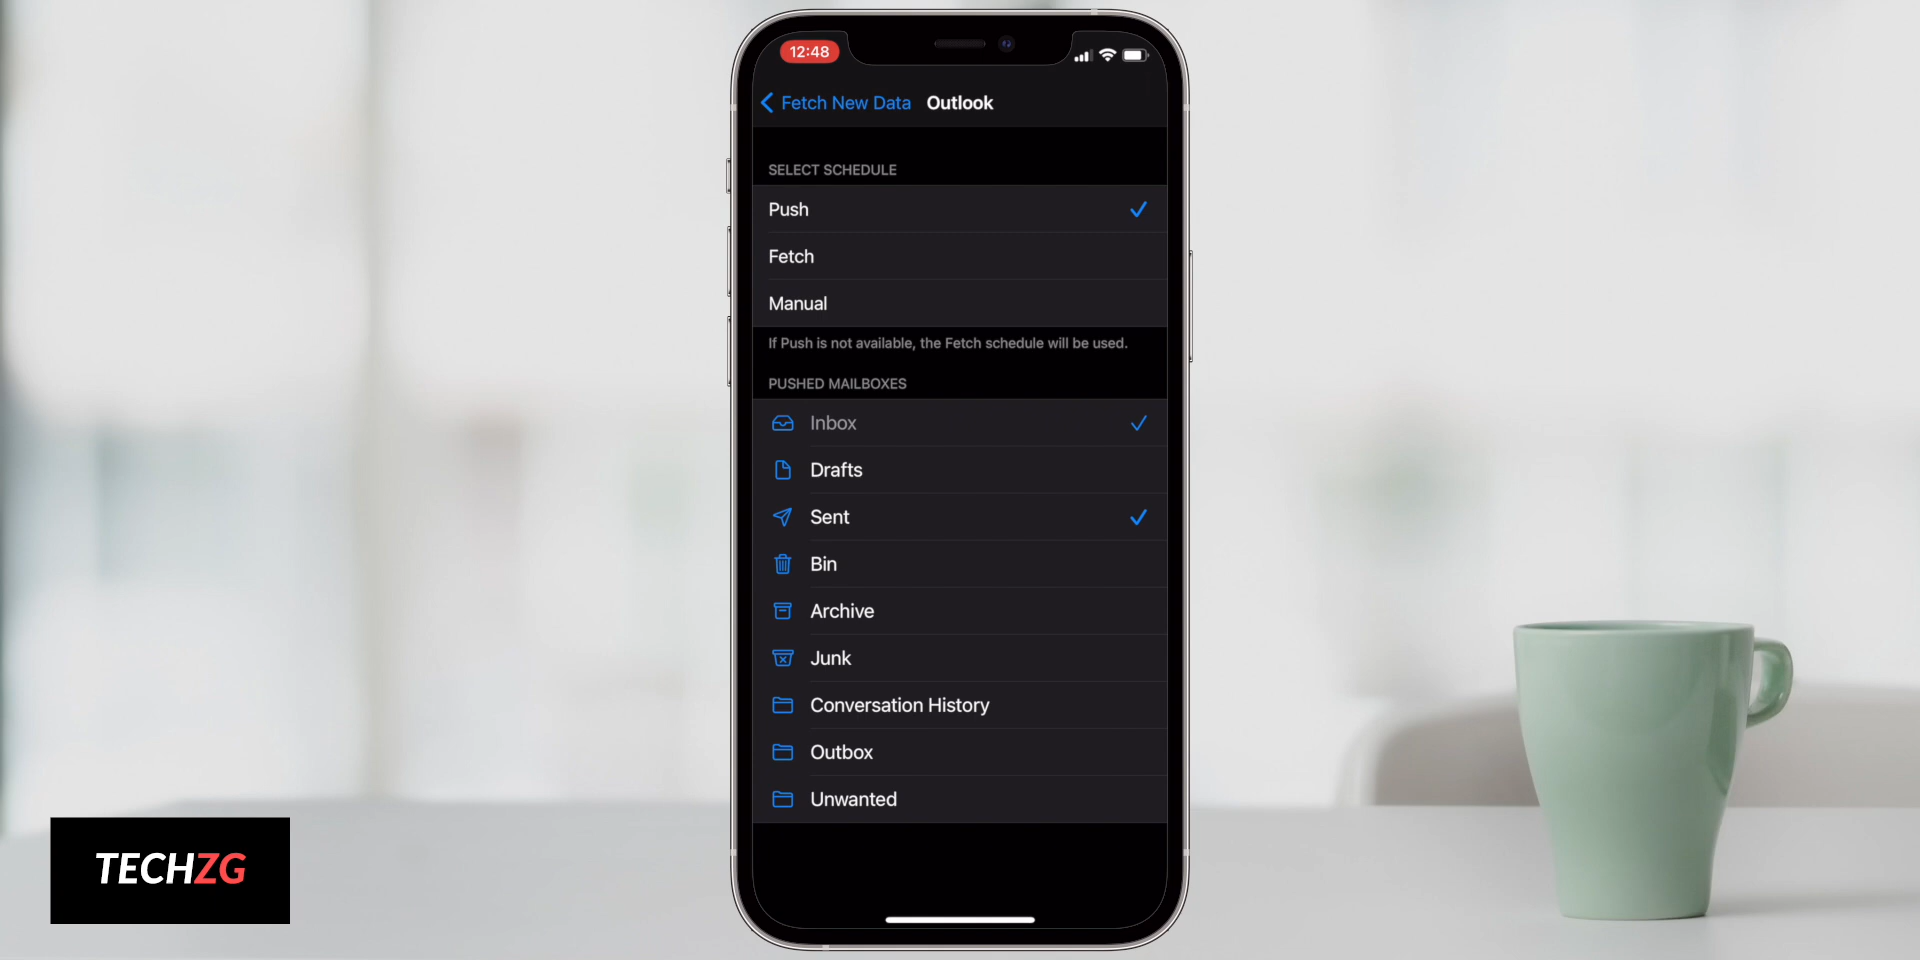 12:48
Fetch New Data Outlook
SELECT SCHEDULE
Push
Fetch
Manual
If Push is not available, the Fetch schedule will be used.
PUSHED MAILBOXES
Inbox
Drafts
Sent
Bin
Archive
Junk
Conversation History
Outbox
Unwanted
TECHZG